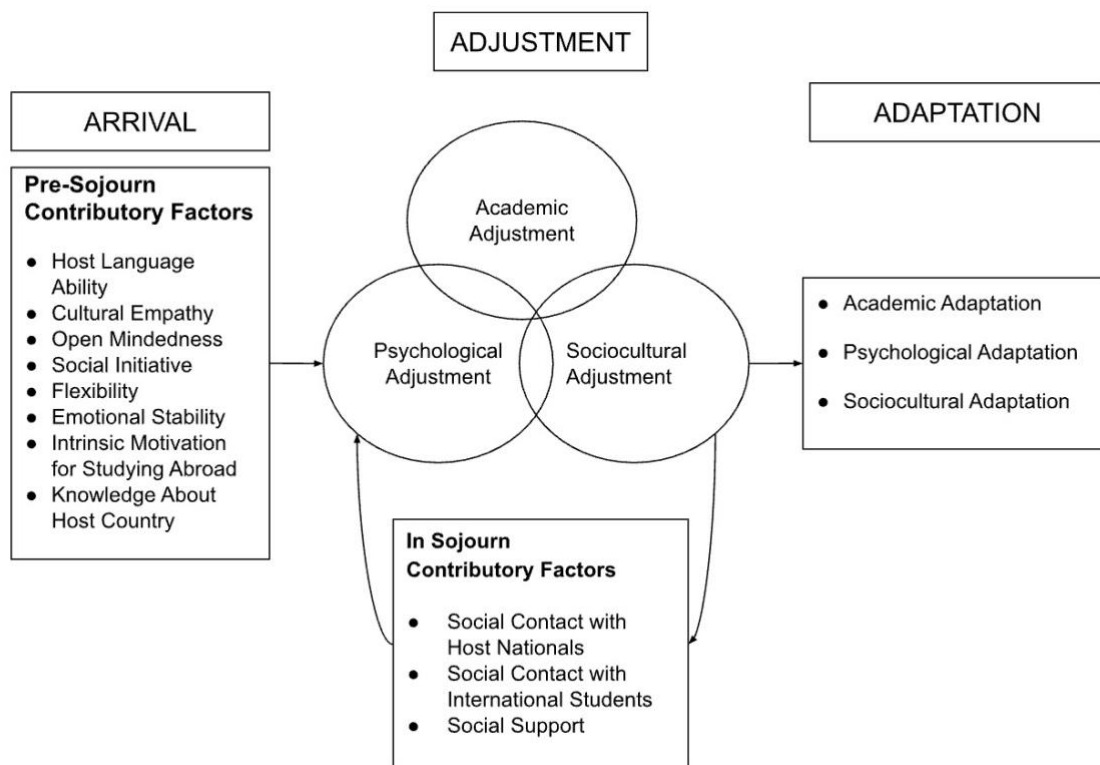 ADJUSTMENT
ARRIVAL
ADAPTATION
Pre-Sojourn
Contributory Factors
● Host Language
Ability
● Cultural Empathy
● Open Mindedness
● Social Initiative
● Flexibility
● Emotional Stability
● Intrinsic Motivation
for Studying Abroad
● Knowledge About
Host Country
Academic
Adjustment
Psychological
Adjustment
Sociocultural
Adjustment
● Academic Adaptation
● Psychological Adaptation
● Sociocultural Adaptation
In Sojourn
Contributory Factors
● Social Contact with
Host Nationals
● Social Contact with
International Students
● Social Support